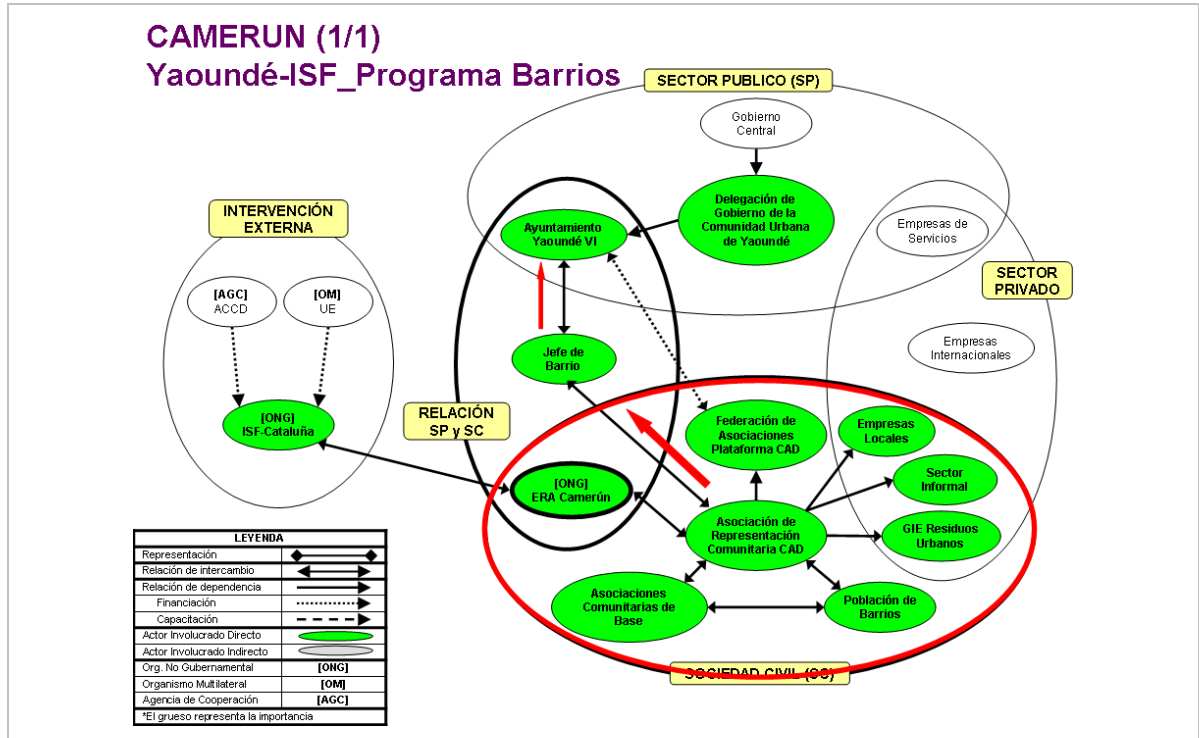 CAMERUN (1/1)
Yaoundé-ISF_Programa Barrios
SECTOR PUBLICO (SP)
Gobierno
Central
Delegación de
Gobierno de la
Comunidad Urbana
de Yaoundé
Ayuntamiento
Yaoundé VI
Empresas de
Servicios
INTERVENCIÓN
EXTERNA
SECTOR
PRIVADO
[AGC]
ACCD
[OM]
UE
Empresas
Internacionales
Jefe de
Barrio
[ONG]
ISF-Cataluña
RELACIÓN
SP y SC
Federación de
Asociaciones
Plataforma CAD
Empresas
Locales
Sector
Informal
[ONG]
ERA Camerún
Asociación de
Representación
Comunitaria CAD
GIE Residuos
Urbanos
Asociaciones
Comunitarias de
Base
Población de
Barrios
SOCIEDAD CIVIL (SC)
LEYENDA
Representación
Relación de intercambio
Relación de dependencia
Financiación
Capacitación
Actor Involucrado Directo
Actor Involucrado Indirecto
Org. No Gubernamental [ONG]
Organismo Multilateral [OM]
Agencia de Cooperación [AGC]
*El grueso representa la importancia